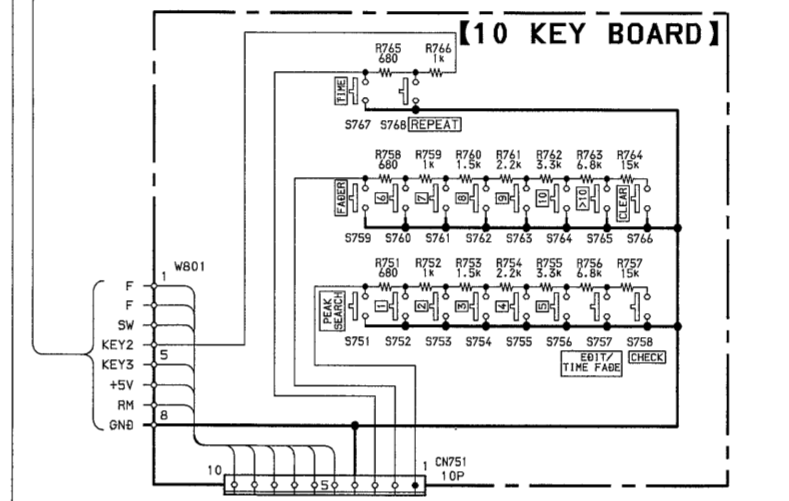 【10 KEY BOARD】
R765 R766
680 1k
TIME
S767 S768 REPEAT
R758 R759 R760 R761 R762 R763 R764
680 1k 1.5k 2.2k 3.3k 6.8k 15k
FADER 6 7 8 9 10 >10 CLEAR
S759 S760 S761 S762 S763 S764 S765 S766
R751 R752 R753 R754 R755 R756 R757
680 1k 1.5k 2.2k 3.3k 6.8k 15k
PEAK
SEARCH 1 2 3 4 5
S751 S752 S753 S754 S755 S756 S757 S758
EDIT/
TIME FADE
CHECK
W801
F 1
F
SW
KEY2
KEY3 5
+5V
RM
GND 8
10 5 1 CN751
10P